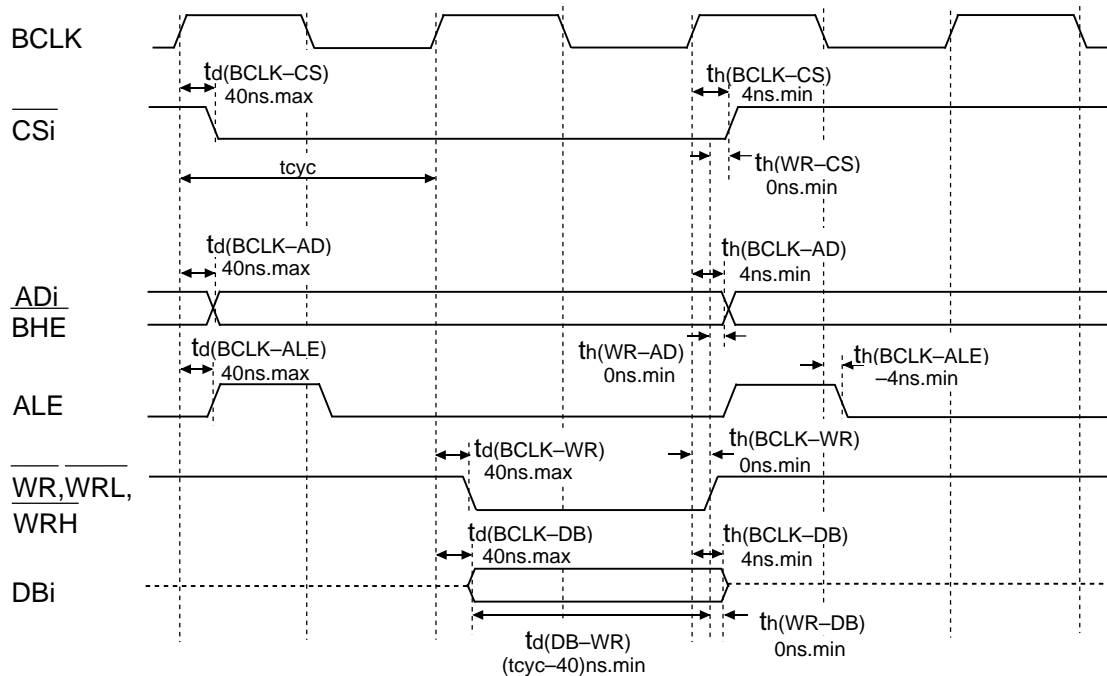 BCLK
td(BCLK–CS)
40ns.max
th(BCLK–CS)
4ns.min
CSi
th(WR–CS)
0ns.min
tcyc
td(BCLK–AD)
40ns.max
th(BCLK–AD)
4ns.min
ADi
BHE
td(BCLK–ALE)
40ns.max
th(WR–AD)
0ns.min
th(BCLK–ALE)
–4ns.min
ALE
td(BCLK–WR)
40ns.max
th(BCLK–WR)
0ns.min
WR,WRL,
WRH
td(BCLK–DB)
40ns.max
th(BCLK–DB)
4ns.min
DBi
td(DB–WR)
(tcyc–40)ns.min
th(WR–DB)
0ns.min